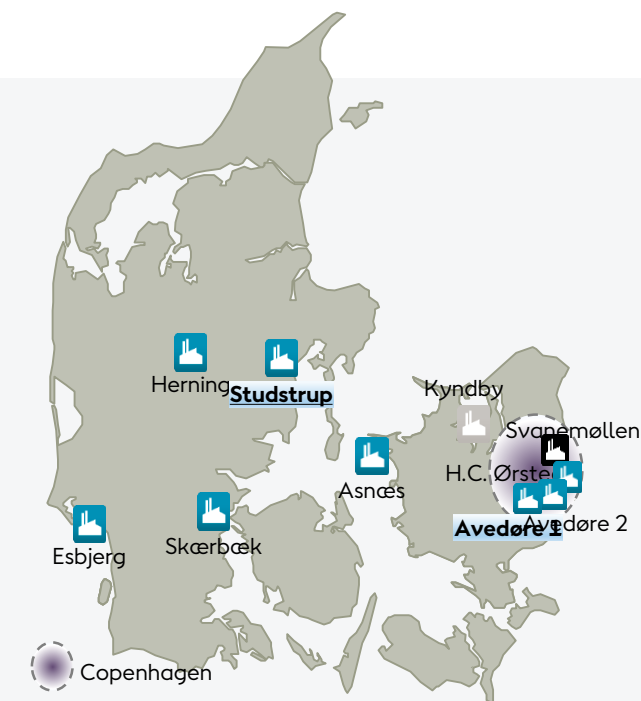 Herning
Studstrup
Kyndby
Svanemøllen
H.C. Ørsted
Asnæs
Avedøre 1
Avedøre 2
Skærbæk
Esbjerg
Copenhagen